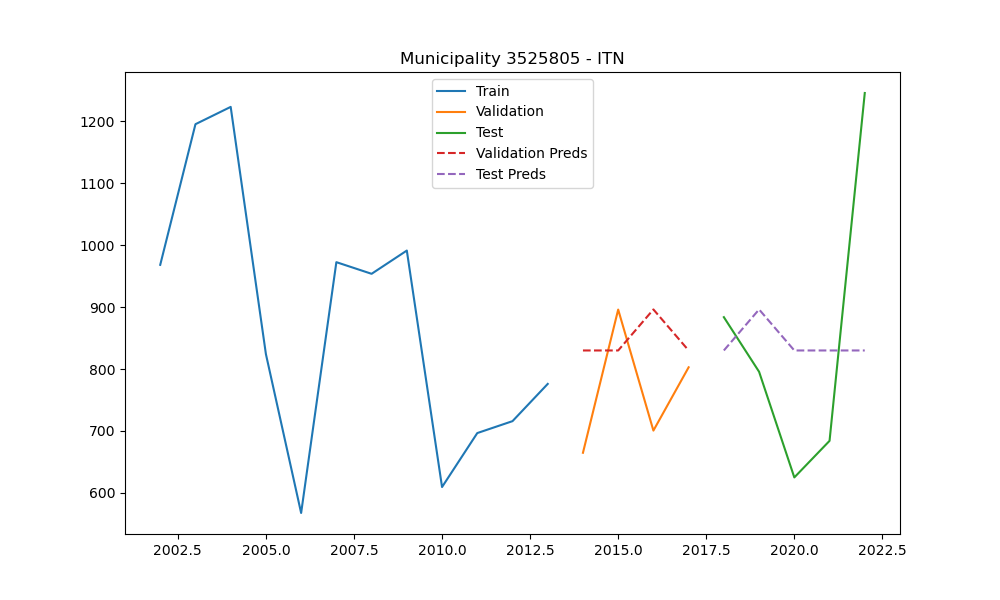 Municipality 3525805 - ITN
Train
Validation
Test
Validation Preds
Test Preds
1200
1100
1000
900
800
700
600
2002.5 2005.0 2007.5 2010.0 2012.5 2015.0 2017.5 2020.0 2022.5